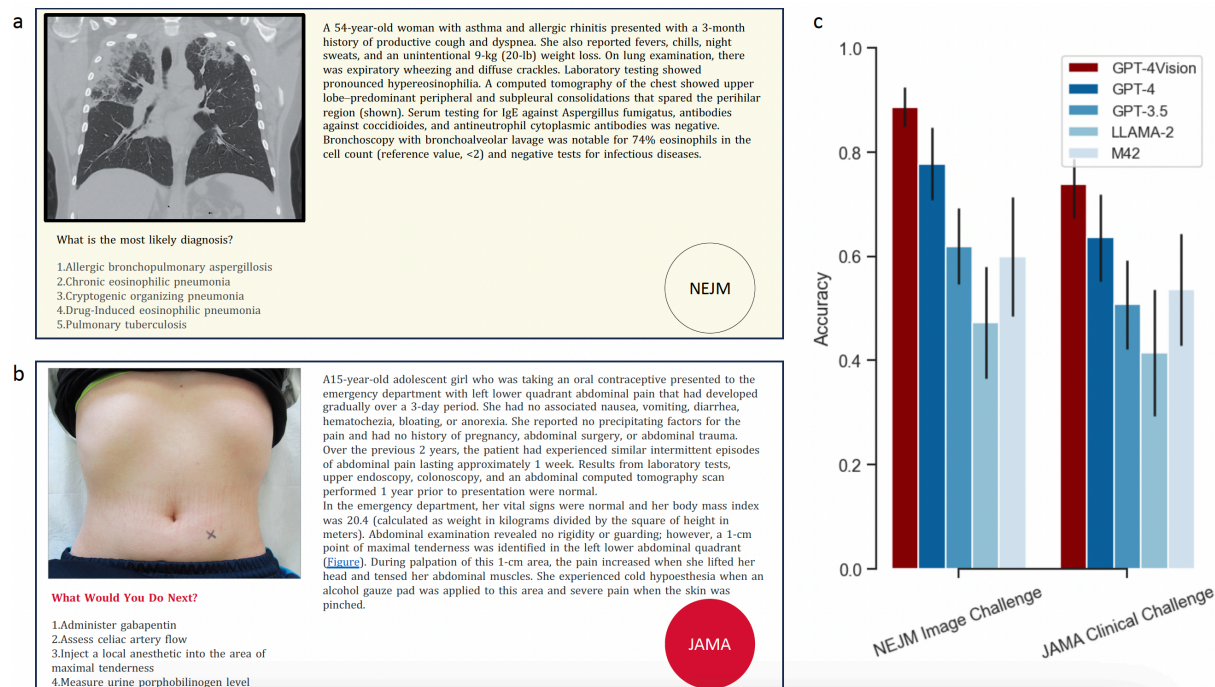 a
A 54-year-old woman with asthma and allergic rhinitis presented with a 3-month
history of productive cough and dyspnea. She also reported fevers, chills, night
sweats, and an unintentional 9-kg (20-lb) weight loss. On lung examination, there
was expiratory wheezing and diffuse crackles. Laboratory testing showed
pronounced hypereosinophilia. A computed tomography of the chest showed upper
lobe–predominant peripheral and subpleural consolidations that spared the perihilar
region (shown). Serum testing for IgE against Aspergillus fumigatus, antibodies
against coccidioides, and antineutrophil cytoplasmic antibodies was negative.
Bronchoscopy with bronchoalveolar lavage was notable for 74% eosinophils in the
cell count (reference value, <2) and negative tests for infectious diseases.
What is the most likely diagnosis?
1.Allergic bronchopulmonary aspergillosis
2.Chronic eosinophilic pneumonia
3.Cryptogenic organizing pneumonia
4.Drug-Induced eosinophilic pneumonia
5.Pulmonary tuberculosis
NEJM
b
A15-year-old adolescent girl who was taking an oral contraceptive presented to the
emergency department with left lower quadrant abdominal pain that had developed
gradually over a 3-day period. She had no associated nausea, vomiting, diarrhea,
hematochezia, bloating, or anorexia. She reported no precipitating factors for the
pain and had no history of pregnancy, abdominal surgery, or abdominal trauma.
Over the previous 2 years, the patient had experienced similar intermittent episodes
of abdominal pain lasting approximately 1 week. Results from laboratory tests,
upper endoscopy, colonoscopy, and an abdominal computed tomography scan
performed 1 year prior to presentation were normal.
In the emergency department, her vital signs were normal and her body mass index
was 20.4 (calculated as weight in kilograms divided by the square of height in
meters). Abdominal examination revealed no rigidity or guarding; however, a 1-cm
point of maximal tenderness was identified in the left lower abdominal quadrant
(Figure). During palpation of this 1-cm area, the pain increased when she lifted her
head and tensed her abdominal muscles. She experienced cold hypoesthesia when an
alcohol gauze pad was applied to this area and severe pain when the skin was
pinched.
What Would You Do Next?
1.Administer gabapentin
2.Assess celiac artery flow
3.Inject a local anesthetic into the area of
maximal tenderness
4.Measure urine porphobilinogen level
JAMA
c
1.0
0.8
0.6
0.4
0.2
0.0
Accuracy
GPT-4Vision
GPT-4
GPT-3.5
LLAMA-2
M42
NEJM Image Challenge
JAMA Clinical Challenge